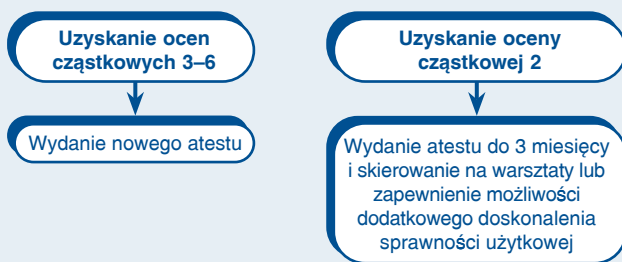 Uzyskanie ocen
cząstkowych 3–6
Wydanie nowego atestu
Uzyskanie oceny
cząstkowej 2
Wydanie atestu do 3 miesięcy
i skierowanie na warsztaty lub
zapewnienie możliwości
dodatkowego doskonalenia
sprawności użytkowej